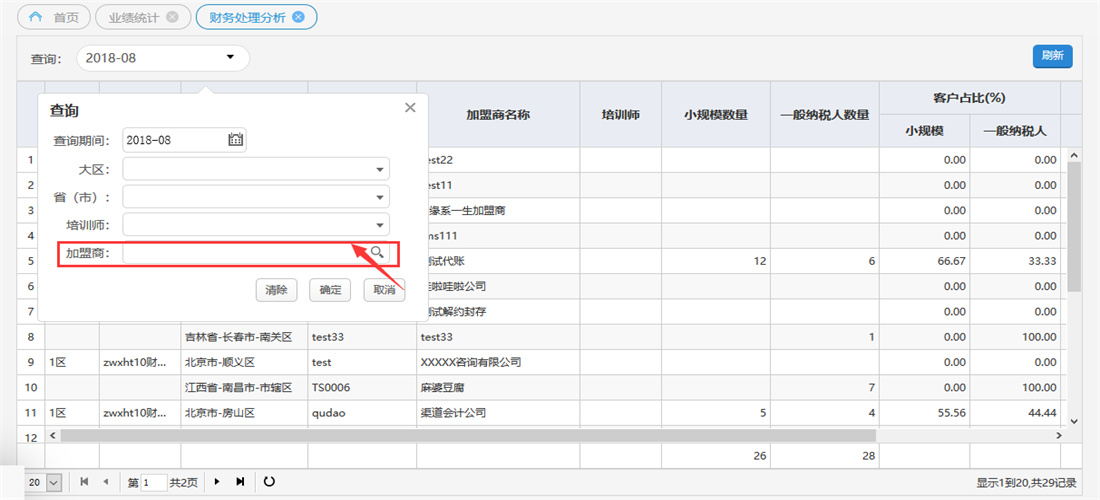 首页 业绩统计 财务处理分析
查询： 2018-08 刷新
加盟商名称 培训师 小规模数量 一般纳税人数量 客户占比(%)
小规模 一般纳税人
查询
查询期间： 2018-08
大区：
省（市）：
培训师：
加盟商：
清除 确定 取消
1 est22 0.00 0.00
2 est11 0.00 0.00
3 缘系一生加盟商 0.00 0.00
4 ms111 0.00 0.00
5 测试代账 12 6 66.67 33.33
6 哇啦哇啦公司 0.00 0.00
7 测试解约封存 0.00 0.00
8 吉林省-长春市-南关区 test33 test33 1 0.00 100.00
9 1区 zwxht10财... 北京市-顺义区 test XXXXX咨询有限公司 0.00 0.00
10 江西省-南昌市-市辖区 TS0006 麻婆豆腐 7 0.00 100.00
11 1区 zwxht10财... 北京市-房山区 qudao 渠道会计公司 5 4 55.56 44.44
12
26 28
20 第 1 共2页 显示1到20,共29记录